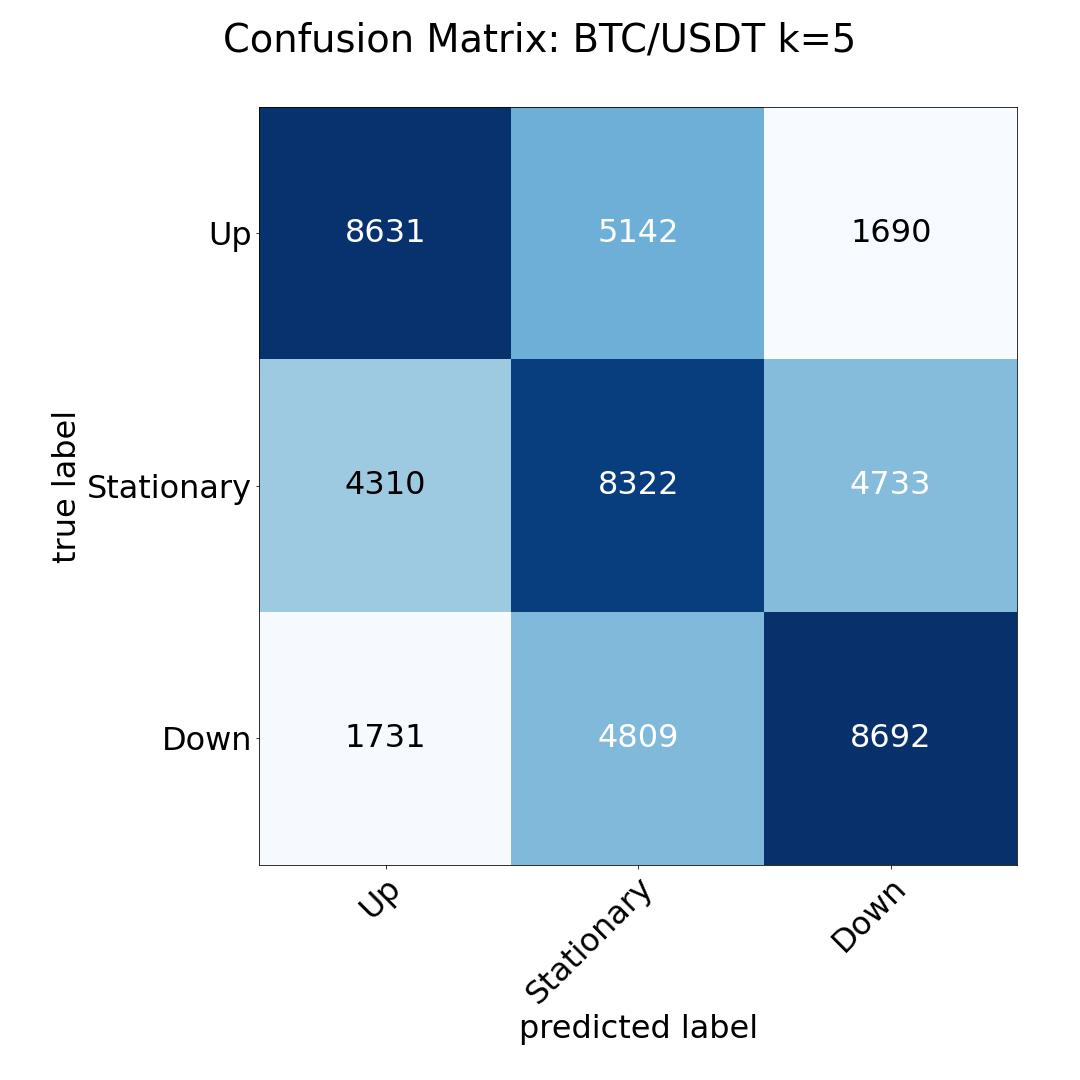 Confusion Matrix: BTC/USDT k=5
Up
8631
5142
1690
Stationary
4310
8322
4733
Down
1731
4809
8692
true label
Up
Stationary
Down
predicted label